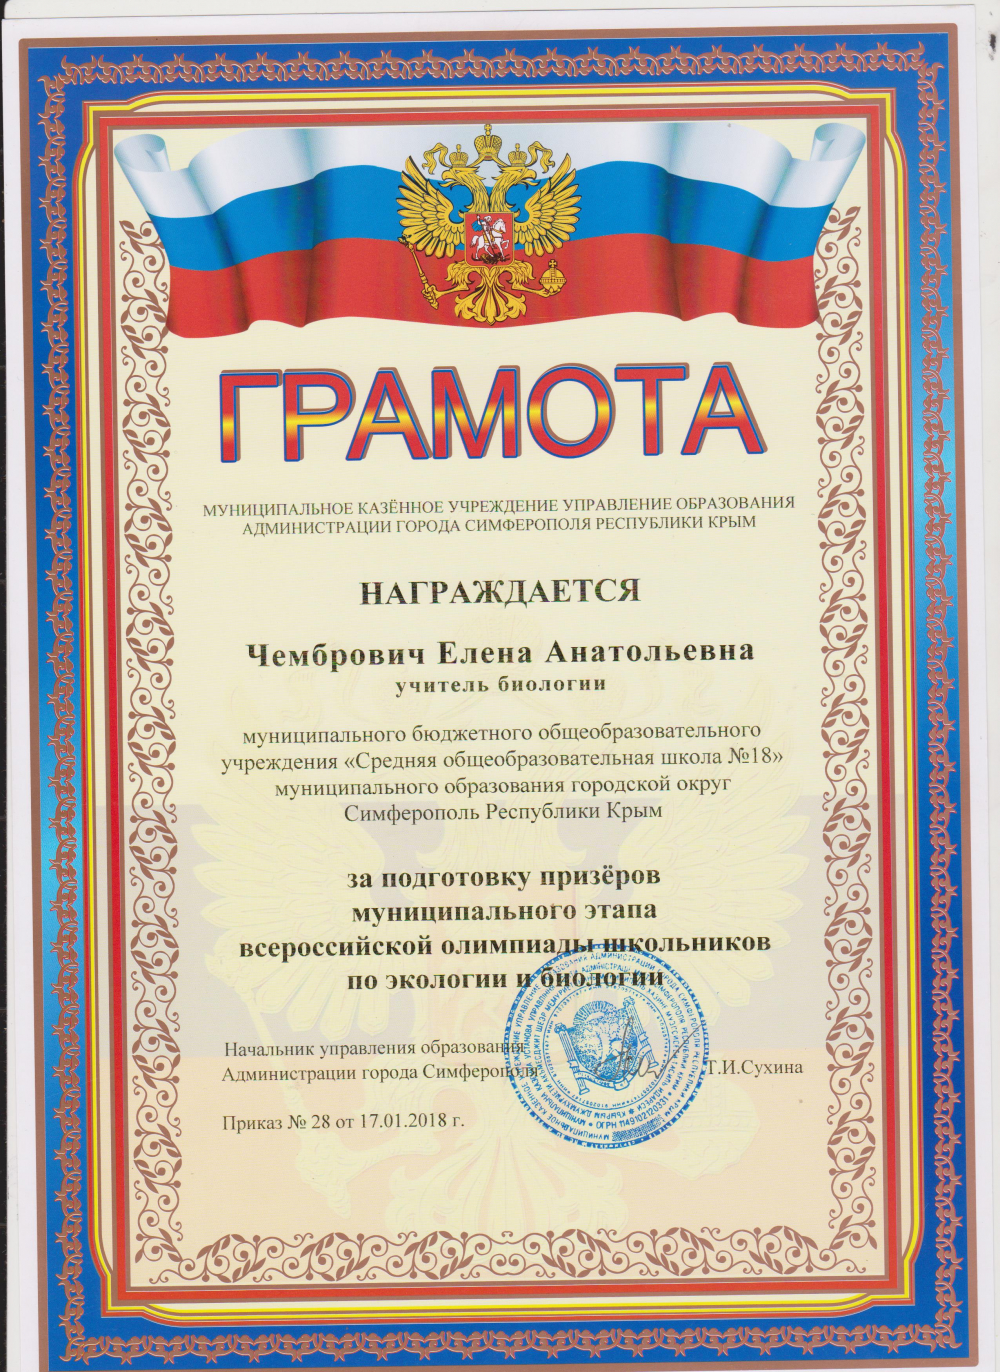 ГРАМОТА
МУНИЦИПАЛЬНОЕ КАЗЁННОЕ УЧРЕЖДЕНИЕ УПРАВЛЕНИЕ ОБРАЗОВАНИЯ
АДМИНИСТРАЦИИ ГОРОДА СИМФЕРОПОЛЯ РЕСПУБЛИКИ КРЫМ
НАГРАЖДАЕТСЯ
Чембрович Елена Анатольевна
учитель биологии
муниципального бюджетного общеобразовательного
учреждения «Средняя общеобразовательная школа №18»
муниципального образования городской округ
Симферополь Республики Крым
за подготовку призёров
муниципального этапа
всероссийской олимпиады школьников
по экологии и биологии
Начальник управления образования
Администрации города Симферополя
Т.И.Сухина
Приказ № 28 от 17.01.2018 г.